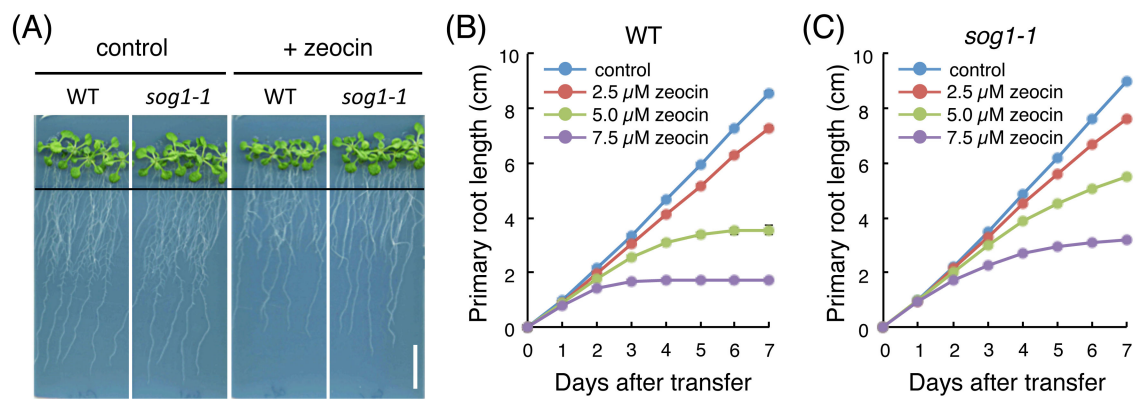 (A)
control
+ zeocin
WT
sog1-1
WT
sog1-1
(B)
WT
Primary root length (cm)
10
8
6
4
2
0
control
2.5 µM zeocin
5.0 µM zeocin
7.5 µM zeocin
0 1 2 3 4 5 6 7
Days after transfer
(C)
sog1-1
Primary root length (cm)
10
8
6
4
2
0
control
2.5 µM zeocin
5.0 µM zeocin
7.5 µM zeocin
0 1 2 3 4 5 6 7
Days after transfer